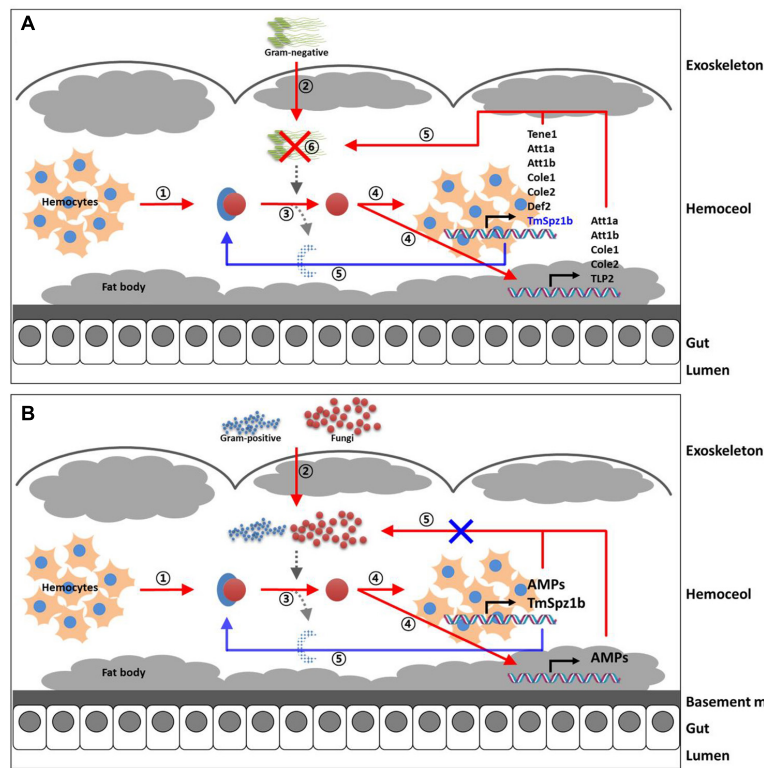 A
Gram-negative
②
Exoskeleton
⑥
⑤
Tene1
Att1a
Att1b
Cole1
Cole2
Def2
TmSpz1b
Hemocytes
①
③
④
④
Hemoceol
Att1a
Att1b
Cole1
Cole2
TLP2
⑤
Fat body
Gut
Lumen
B
Gram-positive
Fungi
Exoskeleton
②
⑤
Hemocytes
①
③
④
④
AMPs
TmSpz1b
Hemoceol
⑤
AMPs
Fat body
Basement m
Gut
Lumen